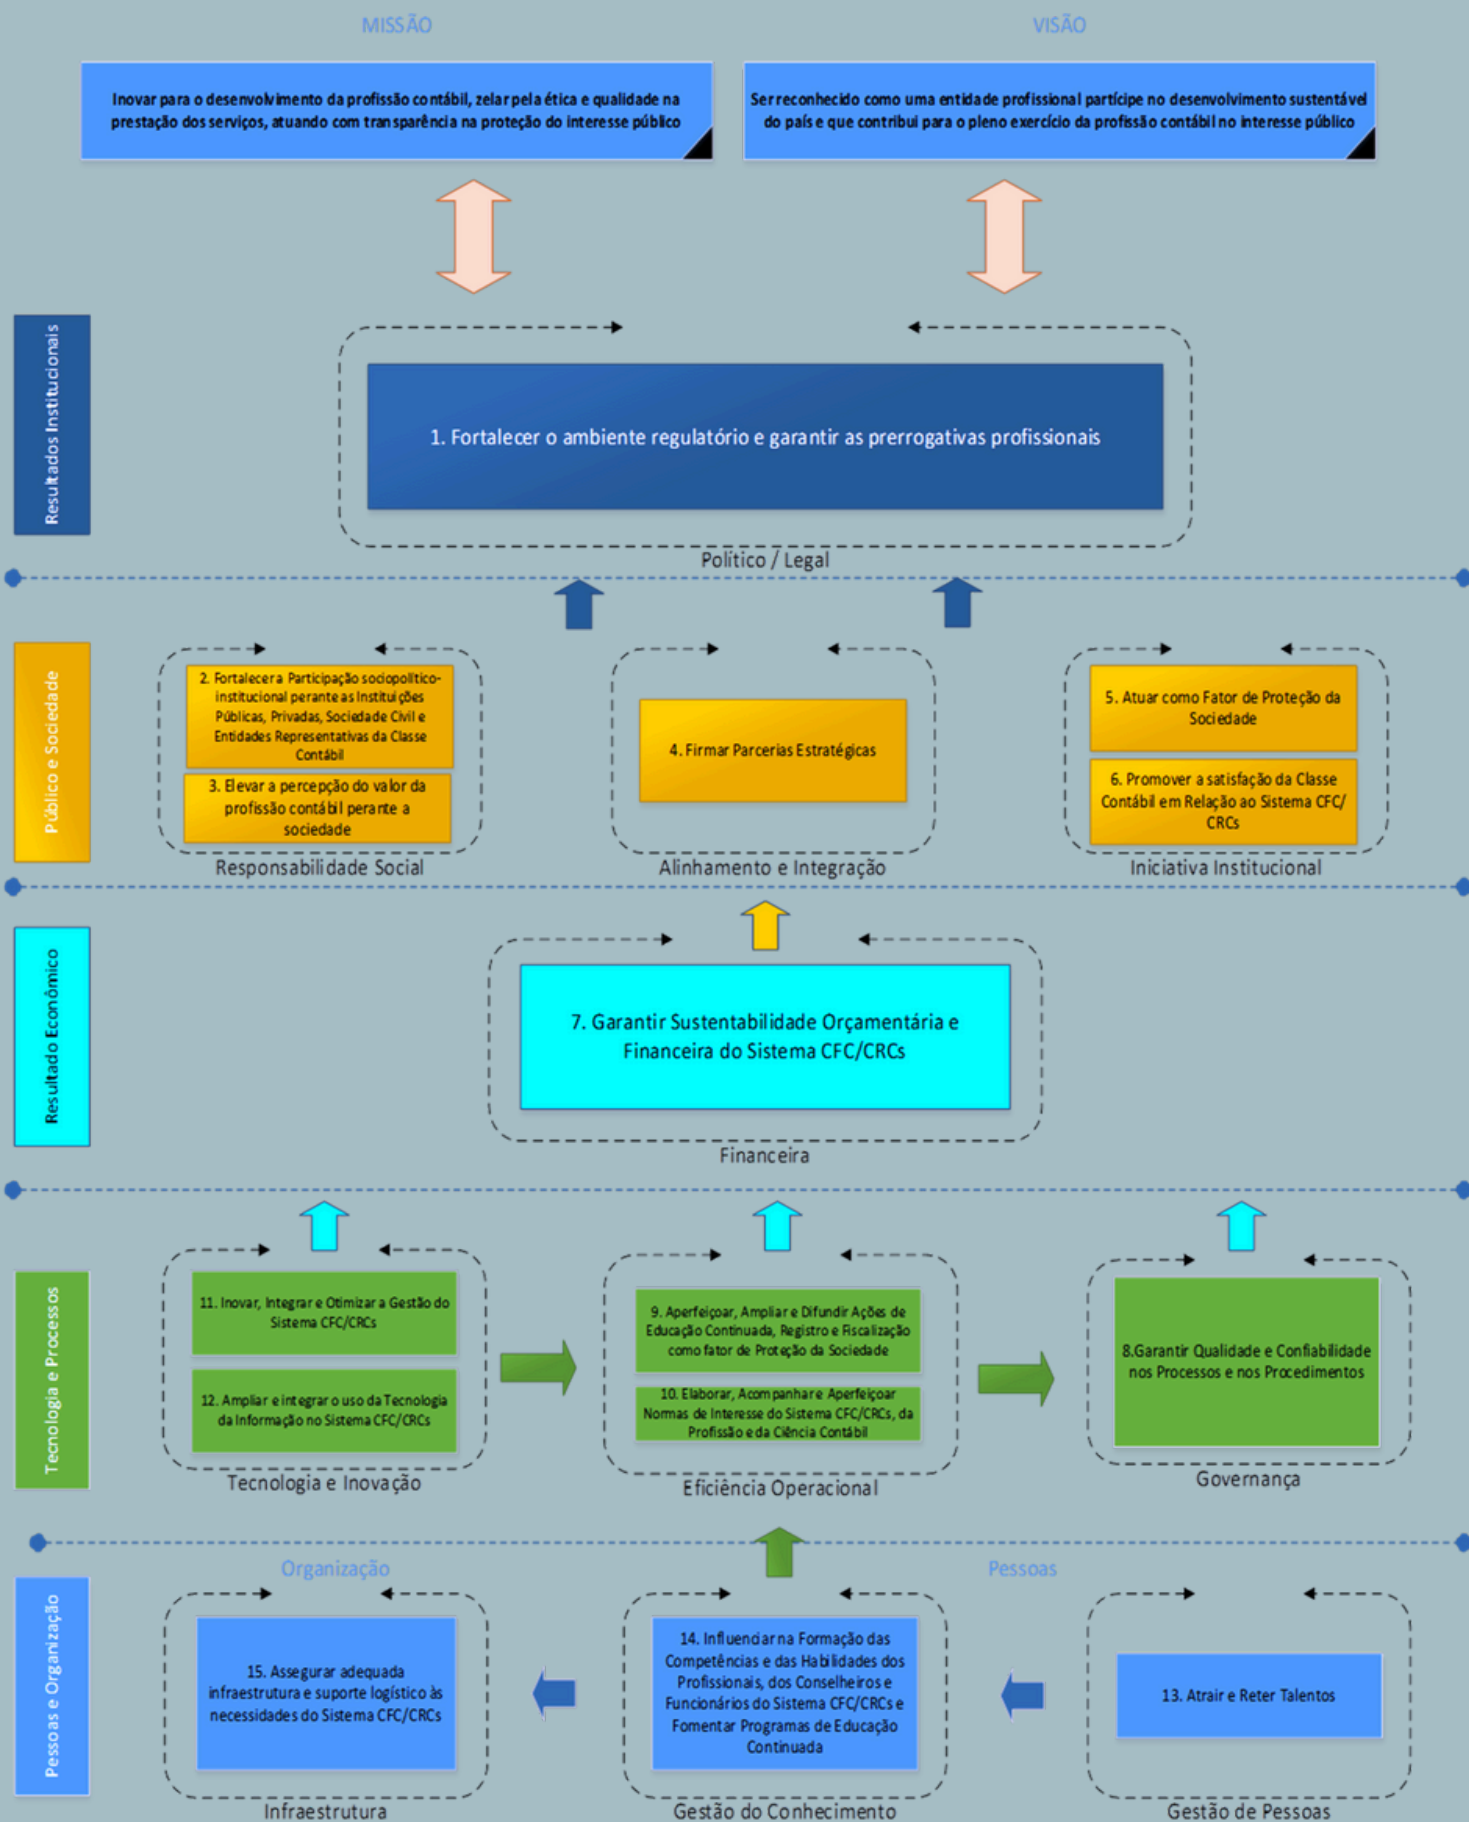 MISSÃO
VISÃO
Inovar para o desenvolvimento da profissão contábil, zelar pela ética e qualidade na
prestação dos serviços, atuando com transparência na proteção do interesse público
Ser reconhecido como uma entidade profissional partícipe no desenvolvimento sustentável
do país e que contribui para o pleno exercício da profissão contábil no interesse público
Resultados Institucionais
1. Fortalecer o ambiente regulatório e garantir as prerrogativas profissionais
Político / Legal
Público e Sociedade
2. Fortalecer a Participação sociopolítico-
institucional perante as Instituições
Públicas, Privadas, Sociedade Civil e
Entidades Representativas da Classe
Contábil
3. Elevar a percepção do valor da
profissão contábil perante a
sociedade
Responsabilidade Social
4. Firmar Parcerias Estratégicas
Alinhamento e Integração
5. Atuar como Fator de Proteção da
Sociedade
6. Promover a satisfação da Classe
Contábil em Relação ao Sistema CFC/
CRCs
Iniciativa Institucional
Resultado Econômico
7. Garantir Sustentabilidade Orçamentária e
Financeira do Sistema CFC/CRCs
Financeira
Tecnologia e Processos
11. Inovar, Integrar e Otimizar a Gestão do
Sistema CFC/CRCs
12. Ampliar e integrar o uso da Tecnologia
da Informação no Sistema CFC/CRCs
Tecnologia e Inovação
9. Aperfeiçoar, Ampliar e Difundir Ações de
Educação Continuada, Registro e Fiscalização
como fator de Proteção da Sociedade
10. Elaborar, Acompanhar e Aperfeiçoar
Normas de Interesse do Sistema CFC/CRCs, da
Profissão e da Ciência Contábil
Eficiência Operacional
8.Garantir Qualidade e Confiabilidade
nos Processos e nos Procedimentos
Governança
Pessoas e Organização
Organização
Pessoas
15. Assegurar adequada
infraestrutura e suporte logístico às
necessidades do Sistema CFC/CRCs
Infraestrutura
14. Influenciar na Formação das
Competências e das Habilidades dos
Profissionais, dos Conselheiros e
Funcionários do Sistema CFC/CRCs e
Fomentar Programas de Educação
Continuada
Gestão do Conhecimento
13. Atrair e Reter Talentos
Gestão de Pessoas